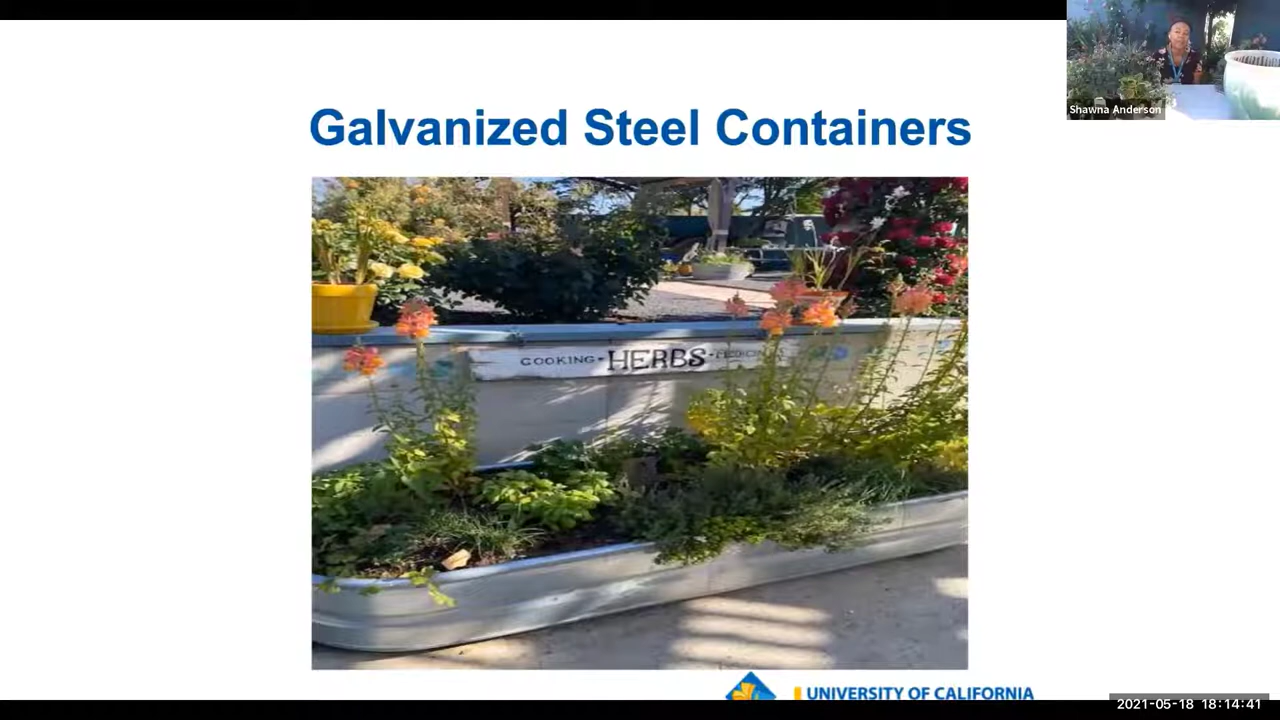 Galvanized Steel Containers
Shawna Anderson
COOKING • HERBS •
UNIVERSITY OF CALIFORNIA
2021-05-18 18:14:41